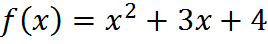 f(x) = x² + 3x + 4